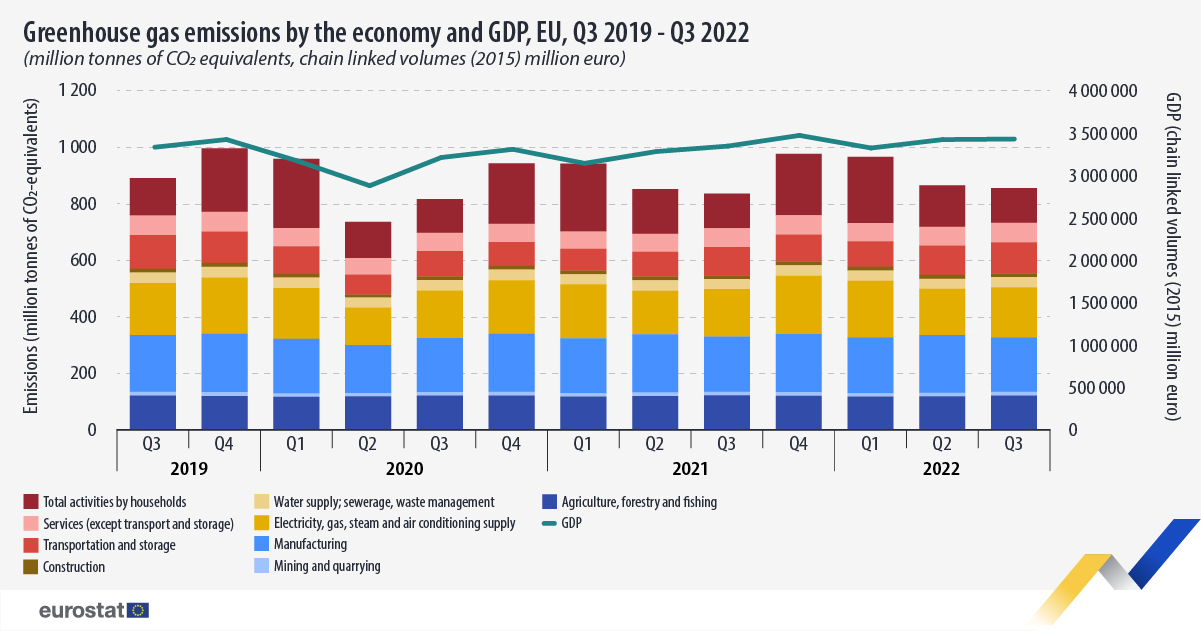 Greenhouse gas emissions by the economy and GDP, EU, Q3 2019 - Q3 2022
(million tonnes of CO₂ equivalents, chain linked volumes (2015) million euro)
Emissions (million tonnes of CO₂-equivalents)
1 200
1 000
800
600
400
200
0
4 000 000
3 500 000
3 000 000
2 500 000
2 000 000
1 500 000
1 000 000
500 000
0
GDP (chain linked volumes (2015) million euro)
Q3 Q4 Q1 Q2 Q3 Q4 Q1 Q2 Q3 Q4 Q1 Q2 Q3
2019 2020 2021 2022
Total activities by households
Services (except transport and storage)
Transportation and storage
Construction
Water supply; sewerage, waste management
Electricity, gas, steam and air conditioning supply
Manufacturing
Mining and quarrying
Agriculture, forestry and fishing
GDP
eurostat